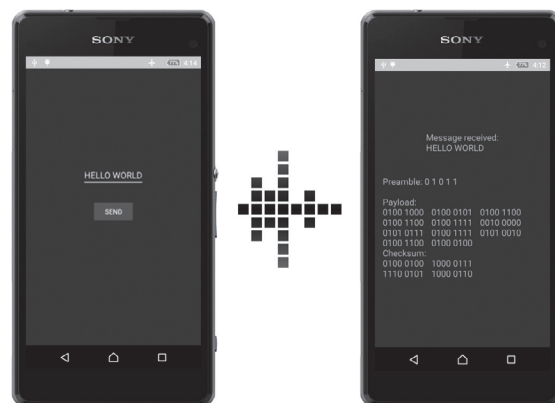 SONY
77% 4:14
HELLO WORLD
SEND
SONY
77% 4:12
Message received:
HELLO WORLD
Preamble: 0 1 0 1 1
Payload:
0100 1000 0100 0101 0100 1100
0100 1100 0100 1111 0010 0000
0101 0111 0100 1111 0101 0010
0100 1100 0100 0100
Checksum:
0100 0100 1000 0111
1110 0101 1000 0110